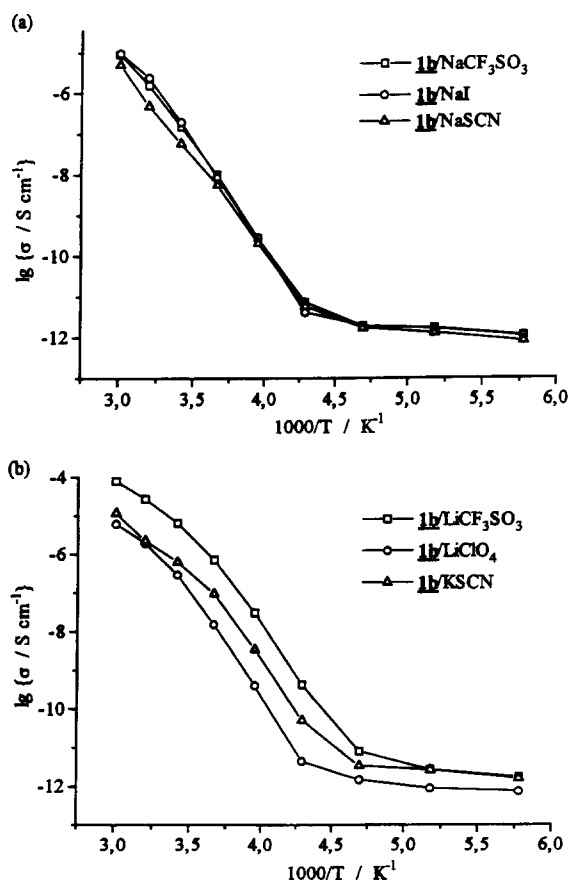 (a)
1b/NaCF₃SO₃
1b/NaI
1b/NaSCN
lg {σ / S cm⁻¹}
-6
-8
-10
-12
3,0 3,5 4,0 4,5 5,0 5,5 6,0
1000/T / K⁻¹
(b)
1b/LiCF₃SO₃
1b/LiClO₄
1b/KSCN
lg {σ / S cm⁻¹}
-4
-6
-8
-10
-12
3,0 3,5 4,0 4,5 5,0 5,5 6,0
1000/T / K⁻¹